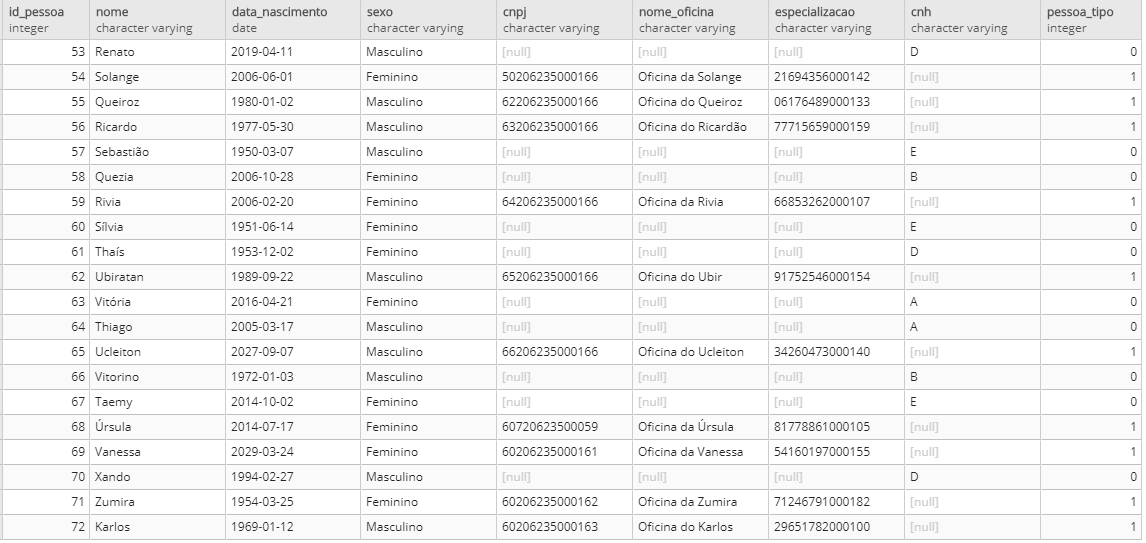 id_pessoa nome data_nascimento sexo cnpj nome_oficina especializacao cnh pessoa_tipo
integer character varying date character varying character varying character varying character varying character varying integer
53 Renato 2019-04-11 Masculino [null] [null] [null] D 0
54 Solange 2006-06-01 Feminino 50206235000166 Oficina da Solange 21694356000142 [null] 1
55 Queiroz 1980-01-02 Masculino 62206235000166 Oficina do Queiroz 06176489000133 [null] 1
56 Ricardo 1977-05-30 Masculino 63206235000166 Oficina do Ricardão 77715659000159 [null] 1
57 Sebastião 1950-03-07 Masculino [null] [null] [null] E 0
58 Quezia 2006-10-28 Feminino [null] [null] [null] B 0
59 Rivia 2006-02-20 Feminino 64206235000166 Oficina da Rivia 66853262000107 [null] 1
60 Sílvia 1951-06-14 Feminino [null] [null] [null] E 0
61 Thaís 1953-12-02 Feminino [null] [null] [null] D 0
62 Ubiratan 1989-09-22 Masculino 65206235000166 Oficina do Ubir 91752546000154 [null] 1
63 Vitória 2016-04-21 Feminino [null] [null] [null] A 0
64 Thiago 2005-03-17 Masculino [null] [null] [null] A 0
65 Ucleiton 2027-09-07 Masculino 66206235000166 Oficina do Ucleiton 34260473000140 [null] 1
66 Vitorino 1972-01-03 Masculino [null] [null] [null] B 0
67 Taemy 2014-10-02 Feminino [null] [null] [null] E 0
68 Úrsula 2014-07-17 Feminino 60720623500059 Oficina da Úrsula 81778861000105 [null] 1
69 Vanessa 2029-03-24 Feminino 60206235000161 Oficina da Vanessa 54160197000155 [null] 1
70 Xando 1994-02-27 Masculino [null] [null] [null] D 0
71 Zumira 1954-03-25 Feminino 60206235000162 Oficina da Zumira 71246791000182 [null] 1
72 Karlos 1969-01-12 Masculino 60206235000163 Oficina do Karlos 29651782000100 [null] 1